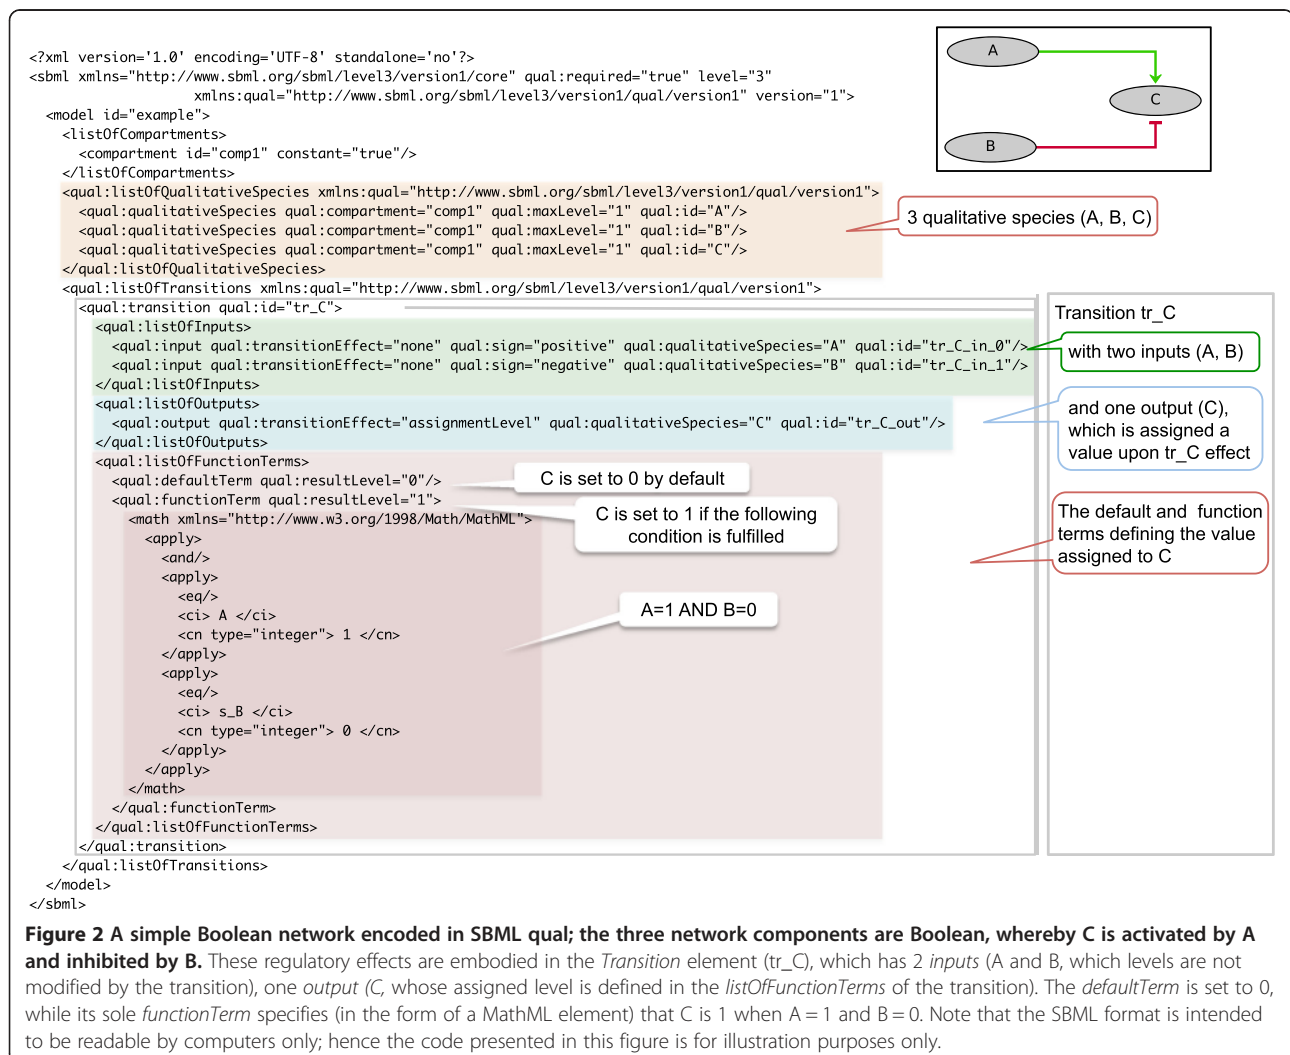 <?xml version='1.0' encoding='UTF-8' standalone='no'?>
<sbml xmlns="http://www.sbml.org/sbml/level3/version1/core" qual:required="true" level="3"
xmlns:qual="http://www.sbml.org/sbml/level3/version1/qual/version1" version="1">
<model id="example">
<listOfCompartments>
<compartment id="comp1" constant="true"/>
</listOfCompartments>
<qual:listOfQualitativeSpecies xmlns:qual="http://www.sbml.org/sbml/level3/version1/qual/version1">
<qual:qualitativeSpecies qual:compartment="comp1" qual:maxLevel="1" qual:id="A"/>
<qual:qualitativeSpecies qual:compartment="comp1" qual:maxLevel="1" qual:id="B"/>
<qual:qualitativeSpecies qual:compartment="comp1" qual:maxLevel="1" qual:id="C"/>
</qual:listOfQualitativeSpecies>
<qual:listOfTransitions xmlns:qual="http://www.sbml.org/sbml/level3/version1/qual/version1">
<qual:transition qual:id="tr_C">
<qual:listOfInputs>
<qual:input qual:transitionEffect="none" qual:sign="positive" qual:qualitativeSpecies="A" qual:id="tr_C_in_0"/>
<qual:input qual:transitionEffect="none" qual:sign="negative" qual:qualitativeSpecies="B" qual:id="tr_C_in_1"/>
</qual:listOfInputs>
<qual:listOfOutputs>
<qual:output qual:transitionEffect="assignmentLevel" qual:qualitativeSpecies="C" qual:id="tr_C_out"/>
</qual:listOfOutputs>
<qual:listOfFunctionTerms>
<qual:defaultTerm qual:resultLevel="0"/>
<qual:functionTerm qual:resultLevel="1">
<math xmlns="http://www.w3.org/1998/Math/MathML">
<apply>
<and/>
<apply>
<eq/>
<ci> A </ci>
<cn type="integer"> 1 </cn>
</apply>
<apply>
<eq/>
<ci> s_B </ci>
<cn type="integer"> 0 </cn>
</apply>
</apply>
</math>
</qual:functionTerm>
</qual:listOfFunctionTerms>
</qual:transition>
</qual:listOfTransitions>
</model>
</sbml>
A
C
B
3 qualitative species (A, B, C)
Transition tr_C
with two inputs (A, B)
and one output (C),
which is assigned a
value upon tr_C effect
C is set to 0 by default
C is set to 1 if the following
condition is fulfilled
The default and function
terms defining the value
assigned to C
A=1 AND B=0
Figure 2 A simple Boolean network encoded in SBML qual; the three network components are Boolean, whereby C is activated by A
and inhibited by B. These regulatory effects are embodied in the Transition element (tr_C), which has 2 inputs (A and B, which levels are not
modified by the transition), one output (C, whose assigned level is defined in the listOfFunctionTerms of the transition). The defaultTerm is set to 0,
while its sole functionTerm specifies (in the form of a MathML element) that C is 1 when A = 1 and B = 0. Note that the SBML format is intended
to be readable by computers only; hence the code presented in this figure is for illustration purposes only.